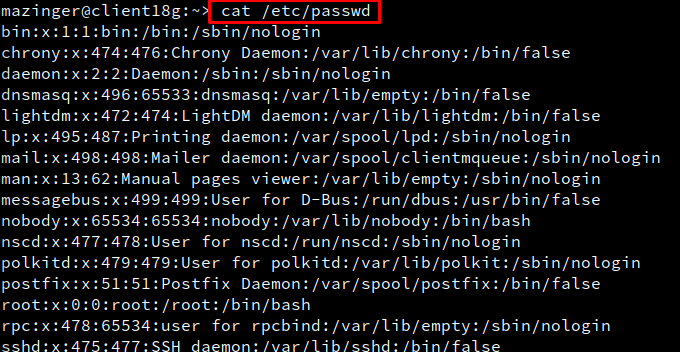 mazinger@client18g:~> cat /etc/passwd
bin:x:1:1:bin:/bin:/sbin/nologin
chrony:x:474:476:Chrony Daemon:/var/lib/chrony:/bin/false
daemon:x:2:2:Daemon:/sbin:/sbin/nologin
dnsmasq:x:496:65533:dnsmasq:/var/lib/empty:/bin/false
lightdm:x:472:474:LightDM daemon:/var/lib/lightdm:/bin/false
lp:x:495:487:Printing daemon:/var/spool/lpd:/sbin/nologin
mail:x:498:498:Mailer daemon:/var/spool/clientmqueue:/sbin/nologin
man:x:13:62:Manual pages viewer:/var/lib/empty:/sbin/nologin
messagebus:x:499:499:User for D-Bus:/run/dbus:/usr/bin/false
nobody:x:65534:65534:nobody:/var/lib/nobody:/bin/bash
nscd:x:477:478:User for nscd:/run/nscd:/sbin/nologin
polkitd:x:479:479:User for polkitd:/var/lib/polkit:/sbin/nologin
postfix:x:51:51:Postfix Daemon:/var/spool/postfix:/bin/false
root:x:0:0:root:/root:/bin/bash
rpc:x:478:65534:user for rpcbind:/var/lib/empty:/sbin/nologin
sshd:x:475:477:SSH daemon:/var/lib/sshd:/bin/false